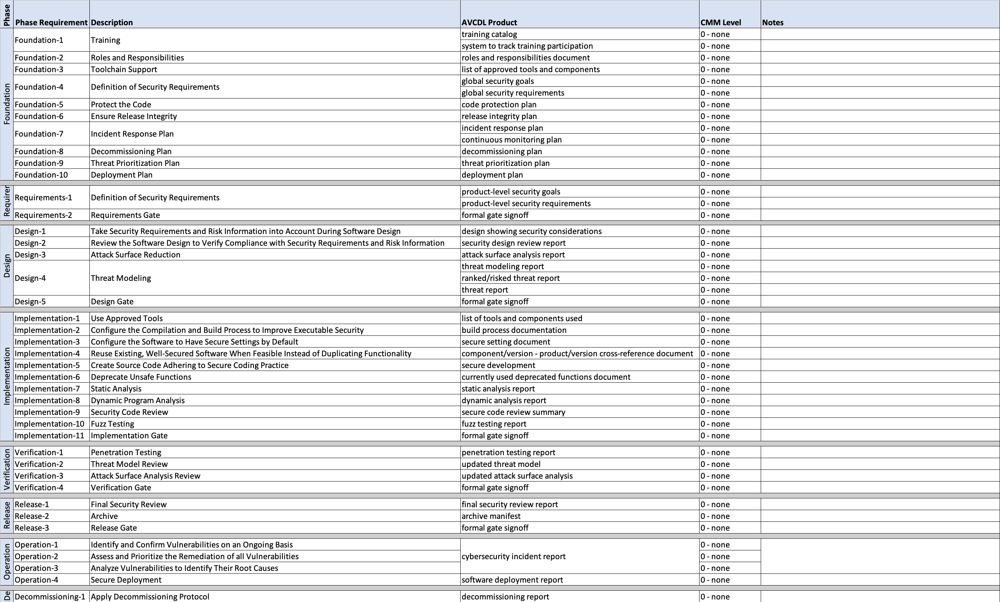 Phase Phase Requirement Description AVCDL Product CMM Level Notes
Foundation
Foundation-1 Training training catalog 0 - none
system to track training participation 0 - none
Foundation-2 Roles and Responsibilities roles and responsibilities document 0 - none
Foundation-3 Toolchain Support list of approved tools and components 0 - none
Foundation-4 Definition of Security Requirements global security goals 0 - none
global security requirements 0 - none
Foundation-5 Protect the Code code protection plan 0 - none
Foundation-6 Ensure Release Integrity release integrity plan 0 - none
Foundation-7 Incident Response Plan incident response plan 0 - none
continuous monitoring plan 0 - none
Foundation-8 Decommissioning Plan decommissioning plan 0 - none
Foundation-9 Threat Prioritization Plan threat prioritization plan 0 - none
Foundation-10 Deployment Plan deployment plan 0 - none
Requirer
Requirements-1 Definition of Security Requirements product-level security goals 0 - none
product-level security requirements 0 - none
Requirements-2 Requirements Gate formal gate signoff 0 - none
Design
Design-1 Take Security Requirements and Risk Information into Account During Software Design design showing security considerations 0 - none
Design-2 Review the Software Design to Verify Compliance with Security Requirements and Risk Information security design review report 0 - none
Design-3 Attack Surface Reduction attack surface analysis report 0 - none
Design-4 Threat Modeling threat modeling report 0 - none
ranked/risked threat report 0 - none
threat report 0 - none
Design-5 Design Gate formal gate signoff 0 - none
Implementation
Implementation-1 Use Approved Tools list of tools and components used 0 - none
Implementation-2 Configure the Compilation and Build Process to Improve Executable Security build process documentation 0 - none
Implementation-3 Configure the Software to Have Secure Settings by Default secure setting document 0 - none
Implementation-4 Reuse Existing, Well-Secured Software When Feasible Instead of Duplicating Functionality component/version - product/version cross-reference document 0 - none
Implementation-5 Create Source Code Adhering to Secure Coding Practice secure development 0 - none
Implementation-6 Deprecate Unsafe Functions currently used deprecated functions document 0 - none
Implementation-7 Static Analysis static analysis report 0 - none
Implementation-8 Dynamic Program Analysis dynamic analysis report 0 - none
Implementation-9 Security Code Review secure code review summary 0 - none
Implementation-10 Fuzz Testing fuzz testing report 0 - none
Implementation-11 Implementation Gate formal gate signoff 0 - none
Verification
Verification-1 Penetration Testing penetration testing report 0 - none
Verification-2 Threat Model Review updated threat model 0 - none
Verification-3 Attack Surface Analysis Review updated attack surface analysis 0 - none
Verification-4 Verification Gate formal gate signoff 0 - none
Release
Release-1 Final Security Review final security review report 0 - none
Release-2 Archive archive manifest 0 - none
Release-3 Release Gate formal gate signoff 0 - none
Operation
Operation-1 Identify and Confirm Vulnerabilities on an Ongoing Basis 0 - none
Operation-2 Assess and Prioritize the Remediation of all Vulnerabilities cybersecurity incident report 0 - none
Operation-3 Analyze Vulnerabilities to Identify Their Root Causes 0 - none
Operation-4 Secure Deployment software deployment report 0 - none
De
Decommissioning-1 Apply Decommissioning Protocol decommissioning report 0 - none